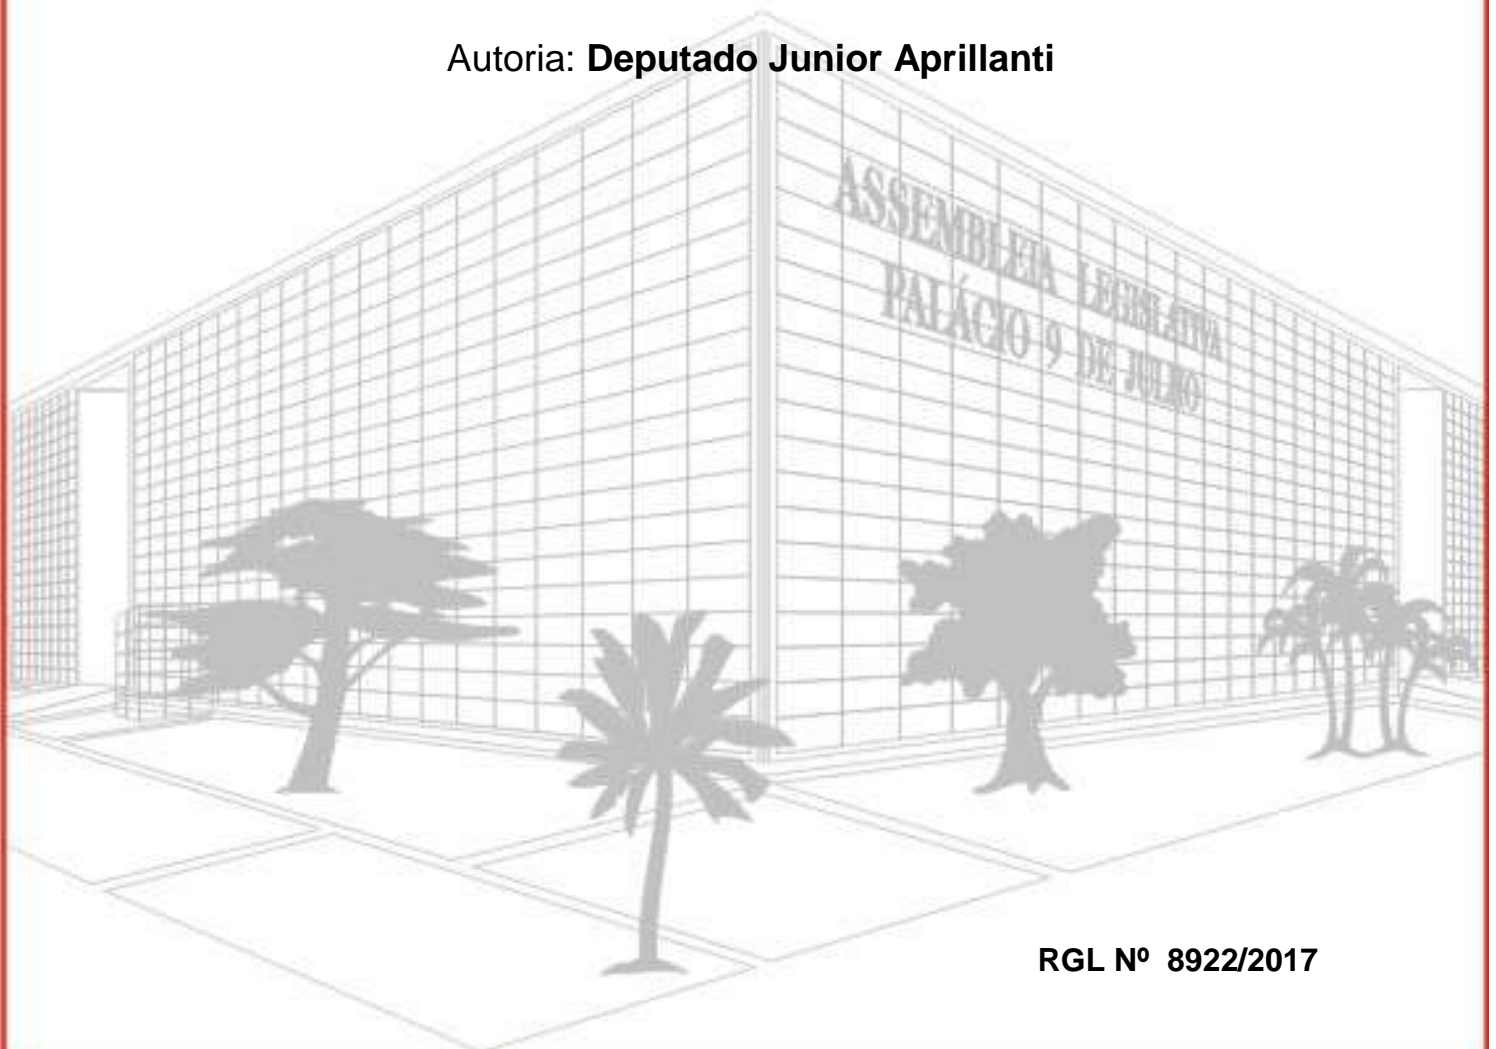 Autoria: Deputado Junior Aprillanti
ASSEMBLEIA LEGISLATIVA
PALÁCIO 9 DE JULHO
RGL Nº 8922/2017